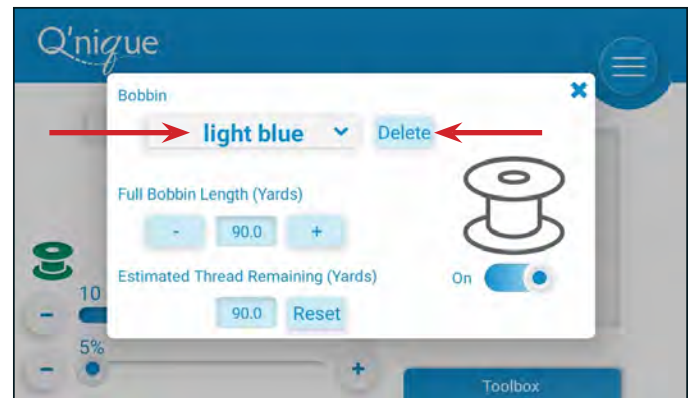 Q'nique
Bobbin
light blue
Delete
Full Bobbin Length (Yards)
- 90.0 +
Estimated Thread Remaining (Yards)
On
90.0 Reset
10
-
5%
- +
Toolbox